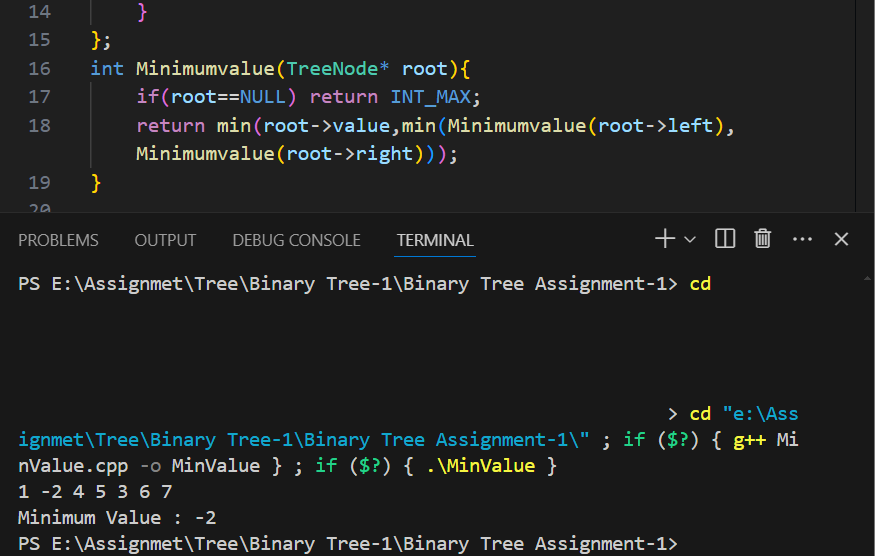 14 }
15 };
16 int Minimumvalue(TreeNode* root){
17 if(root==NULL) return INT_MAX;
18 return min(root->value,min(Minimumvalue(root->left),
Minimumvalue(root->right)));
19 }
20
PROBLEMS OUTPUT DEBUG CONSOLE TERMINAL
PS E:\Assignmet\Tree\Binary Tree-1\Binary Tree Assignment-1> cd
> cd "e:\Ass
ignmet\Tree\Binary Tree-1\Binary Tree Assignment-1\" ; if ($?) { g++ Mi
nValue.cpp -o MinValue } ; if ($?) { .\MinValue }
1 -2 4 5 3 6 7
Minimum Value : -2
PS E:\Assignmet\Tree\Binary Tree-1\Binary Tree Assignment-1>